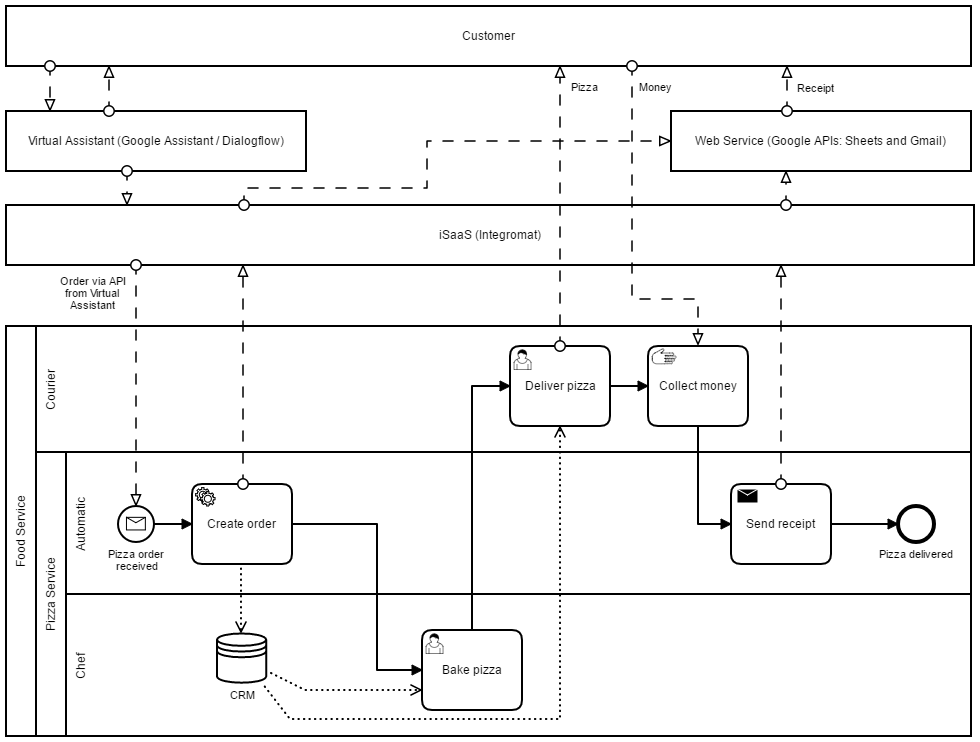 Customer
Pizza
Money
Receipt
Virtual Assistant (Google Assistant / Dialogflow)
Web Service (Google APIs: Sheets and Gmail)
iSaaS (Integromat)
Order via API
from Virtual
Assistant
Food Service
Courier
Deliver pizza
Collect money
Pizza Service
Automatic
Pizza order
received
Create order
Send receipt
Pizza delivered
Chef
CRM
Bake pizza